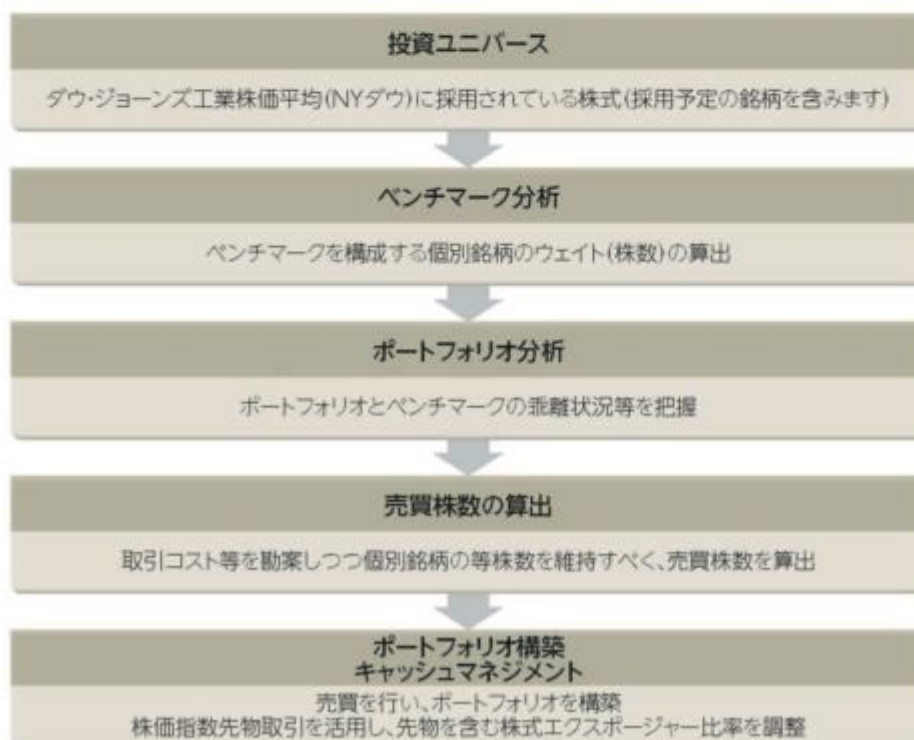 投資ユニバース
ダウ・ジョーンズ工業株価平均(NYダウ)に採用されている株式(採用予定の銘柄を含みます)
ベンチマーク分析
ベンチマークを構成する個別銘柄のウェイト(株数)の算出
ポートフォリオ分析
ポートフォリオとベンチマークの乖離状況等を把握
売買株数の算出
取引コスト等を勘案しつつ個別銘柄の等株数を維持すべく、売買株数を算出
ポートフォリオ構築
キャッシュマネジメント
売買を行い、ポートフォリオを構築
株価指数先物取引を活用し、先物を含む株式エクスポージャー比率を調整